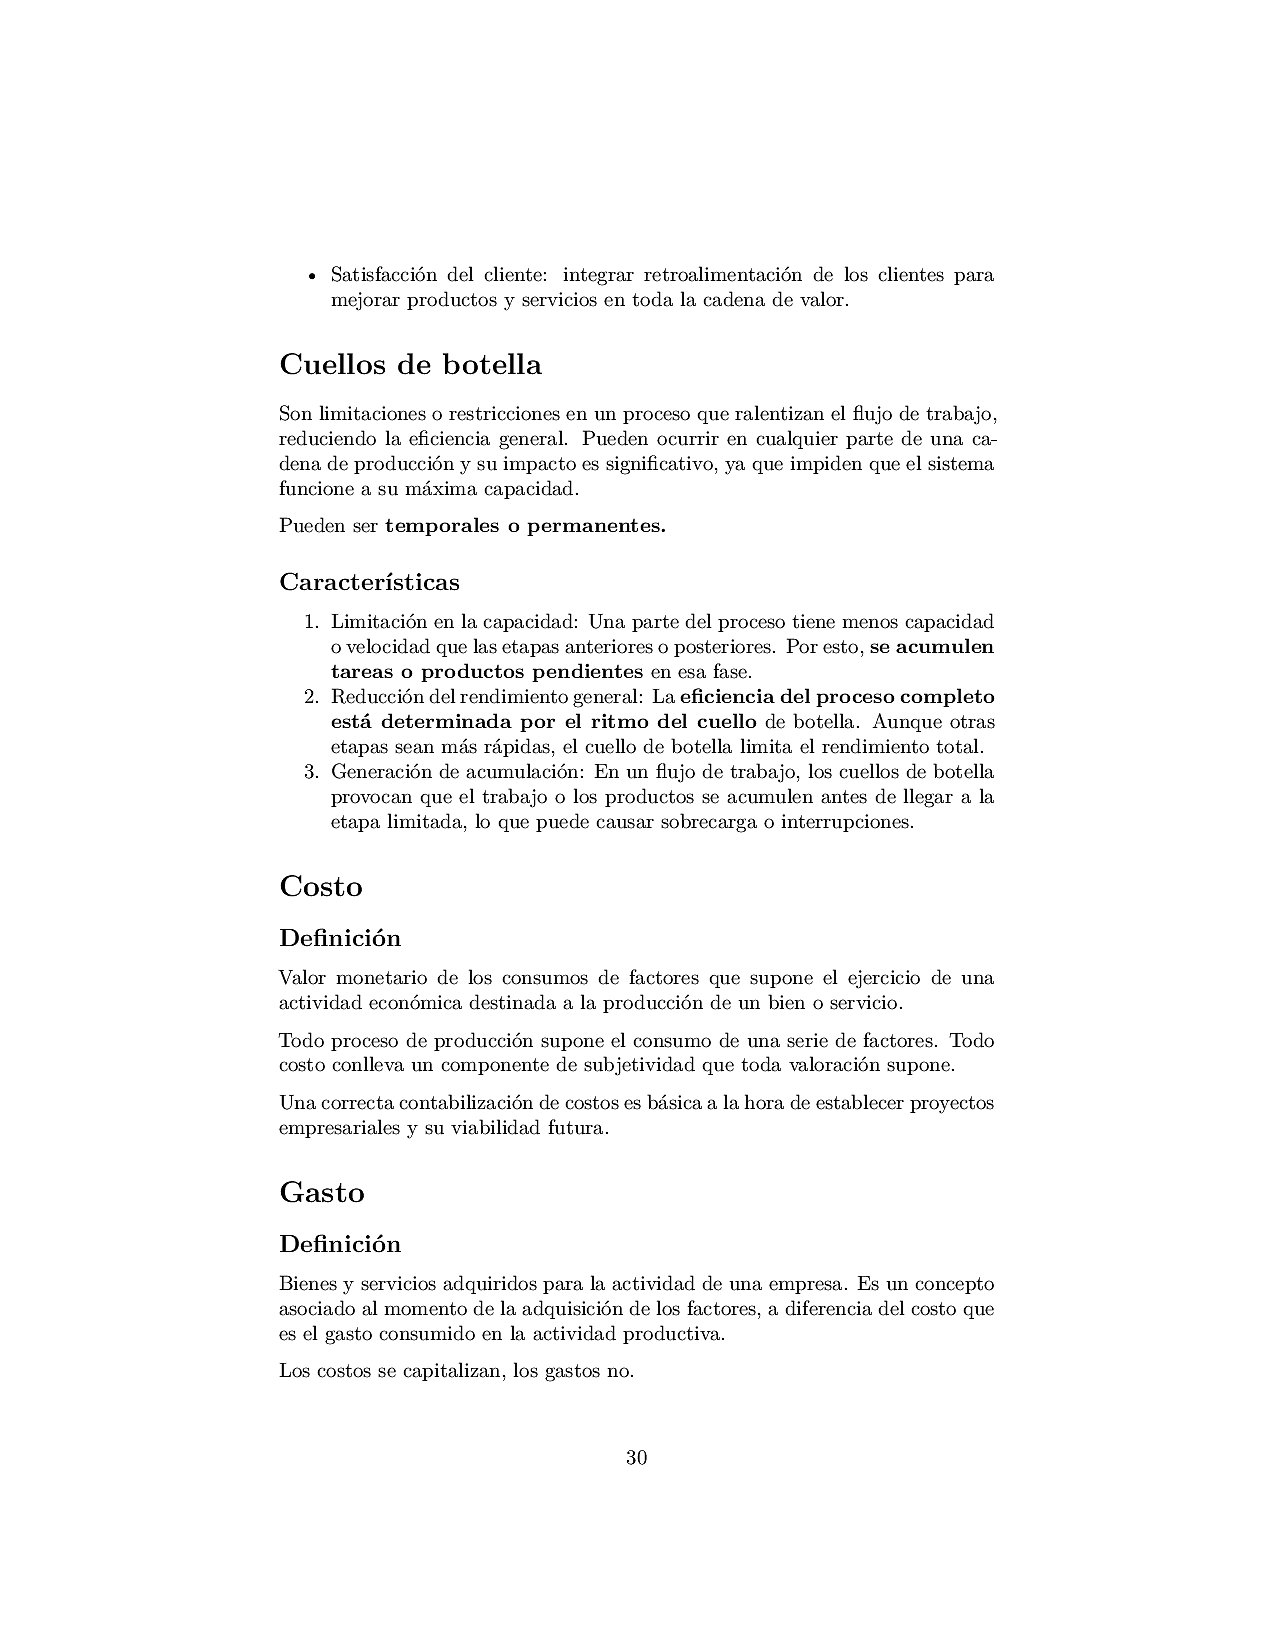 • Satisfacción del cliente: integrar retroalimentación de los clientes para
mejorar productos y servicios en toda la cadena de valor.
Cuellos de botella
Son limitaciones o restricciones en un proceso que ralentizan el flujo de trabajo,
reduciendo la eficiencia general. Pueden ocurrir en cualquier parte de una ca-
dena de producción y su impacto es significativo, ya que impiden que el sistema
funcione a su máxima capacidad.
Pueden ser temporales o permanentes.
Características
1. Limitación en la capacidad: Una parte del proceso tiene menos capacidad
o velocidad que las etapas anteriores o posteriores. Por esto, se acumulen
tareas o productos pendientes en esa fase.
2. Reducción del rendimiento general: La eficiencia del proceso completo
está determinada por el ritmo del cuello de botella. Aunque otras
etapas sean más rápidas, el cuello de botella limita el rendimiento total.
3. Generación de acumulación: En un flujo de trabajo, los cuellos de botella
provocan que el trabajo o los productos se acumulen antes de llegar a la
etapa limitada, lo que puede causar sobrecarga o interrupciones.
Costo
Definición
Valor monetario de los consumos de factores que supone el ejercicio de una
actividad económica destinada a la producción de un bien o servicio.
Todo proceso de producción supone el consumo de una serie de factores. Todo
costo conlleva un componente de subjetividad que toda valoración supone.
Una correcta contabilización de costos es básica a la hora de establecer proyectos
empresariales y su viabilidad futura.
Gasto
Definición
Bienes y servicios adquiridos para la actividad de una empresa. Es un concepto
asociado al momento de la adquisición de los factores, a diferencia del costo que
es el gasto consumido en la actividad productiva.
Los costos se capitalizan, los gastos no.
30